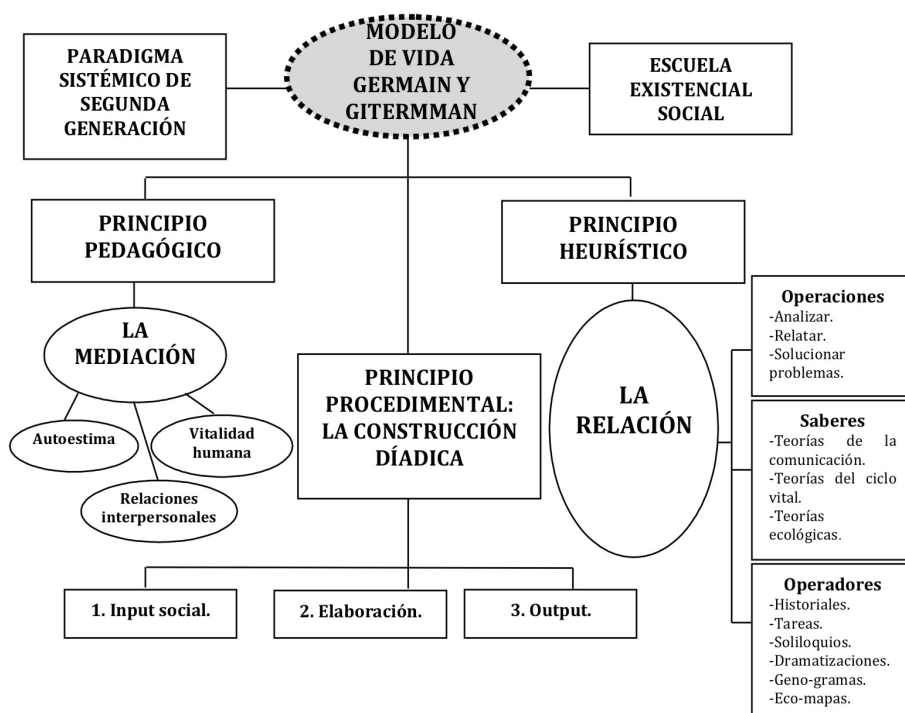 PARADIGMA
SISTÉMICO DE
SEGUNDA
GENERACIÓN
MODELO
DE VIDA
GERMAIN Y
GITERMMAN
ESCUELA
EXISTENCIAL
SOCIAL
PRINCIPIO
PEDAGÓGICO
PRINCIPIO
HEURÍSTICO
LA
MEDIACIÓN
Autoestima
Vitalidad
humana
Relaciones
interpersonales
PRINCIPIO
PROCEDIMENTAL:
LA CONSTRUCCIÓN
DÍADICA
LA
RELACIÓN
Operaciones
-Analizar.
-Relatar.
-Solucionar
problemas.
Saberes
-Teorías de la
comunicación.
-Teorías del ciclo
vital.
-Teorías
ecológicas.
Operadores
-Historiales.
-Tareas.
-Soliloquios.
-Dramatizaciones.
-Geno-gramas.
-Eco-mapas.
1. Input social.
2. Elaboración.
3. Output.